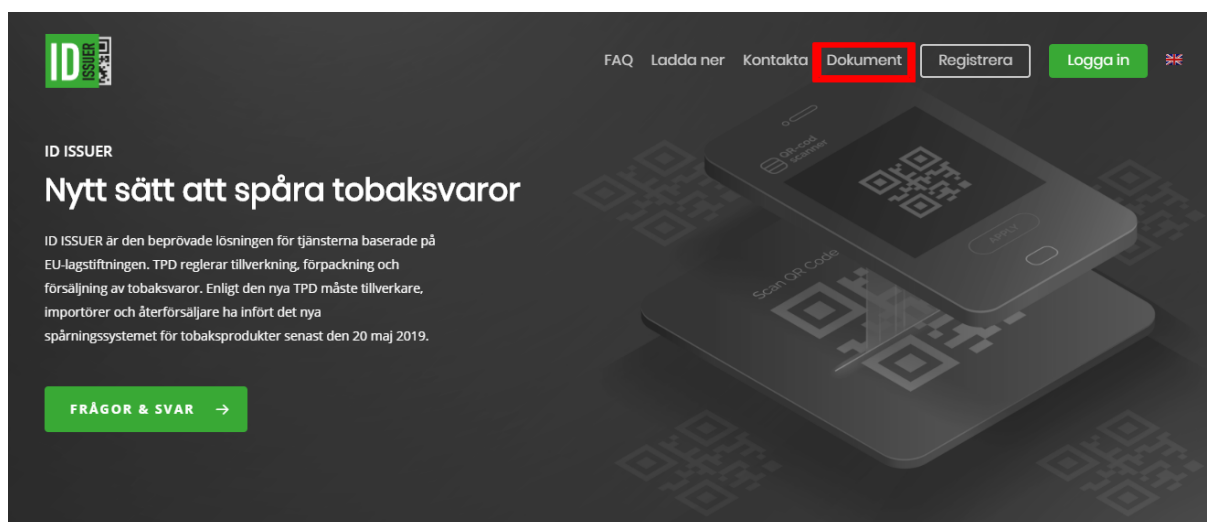 ID ISSUER
FAQ Ladda ner Kontakta Dokument Registrera Logga in
ID ISSUER
Nytt sätt att spåra tobaksvaror
ID ISSUER är den beprövade lösningen för tjänsterna baserade på
EU-lagstiftningen. TPD reglerar tillverkning, förpackning och
försäljning av tobaksvaror. Enligt den nya TPD måste tillverkare,
importörer och återförsäljare ha infört det nya
spårningssystemet för tobaksprodukter senast den 20 maj 2019.
FRÅGOR & SVAR →
QR-cod
scanner
APPLY
Scan QR Code